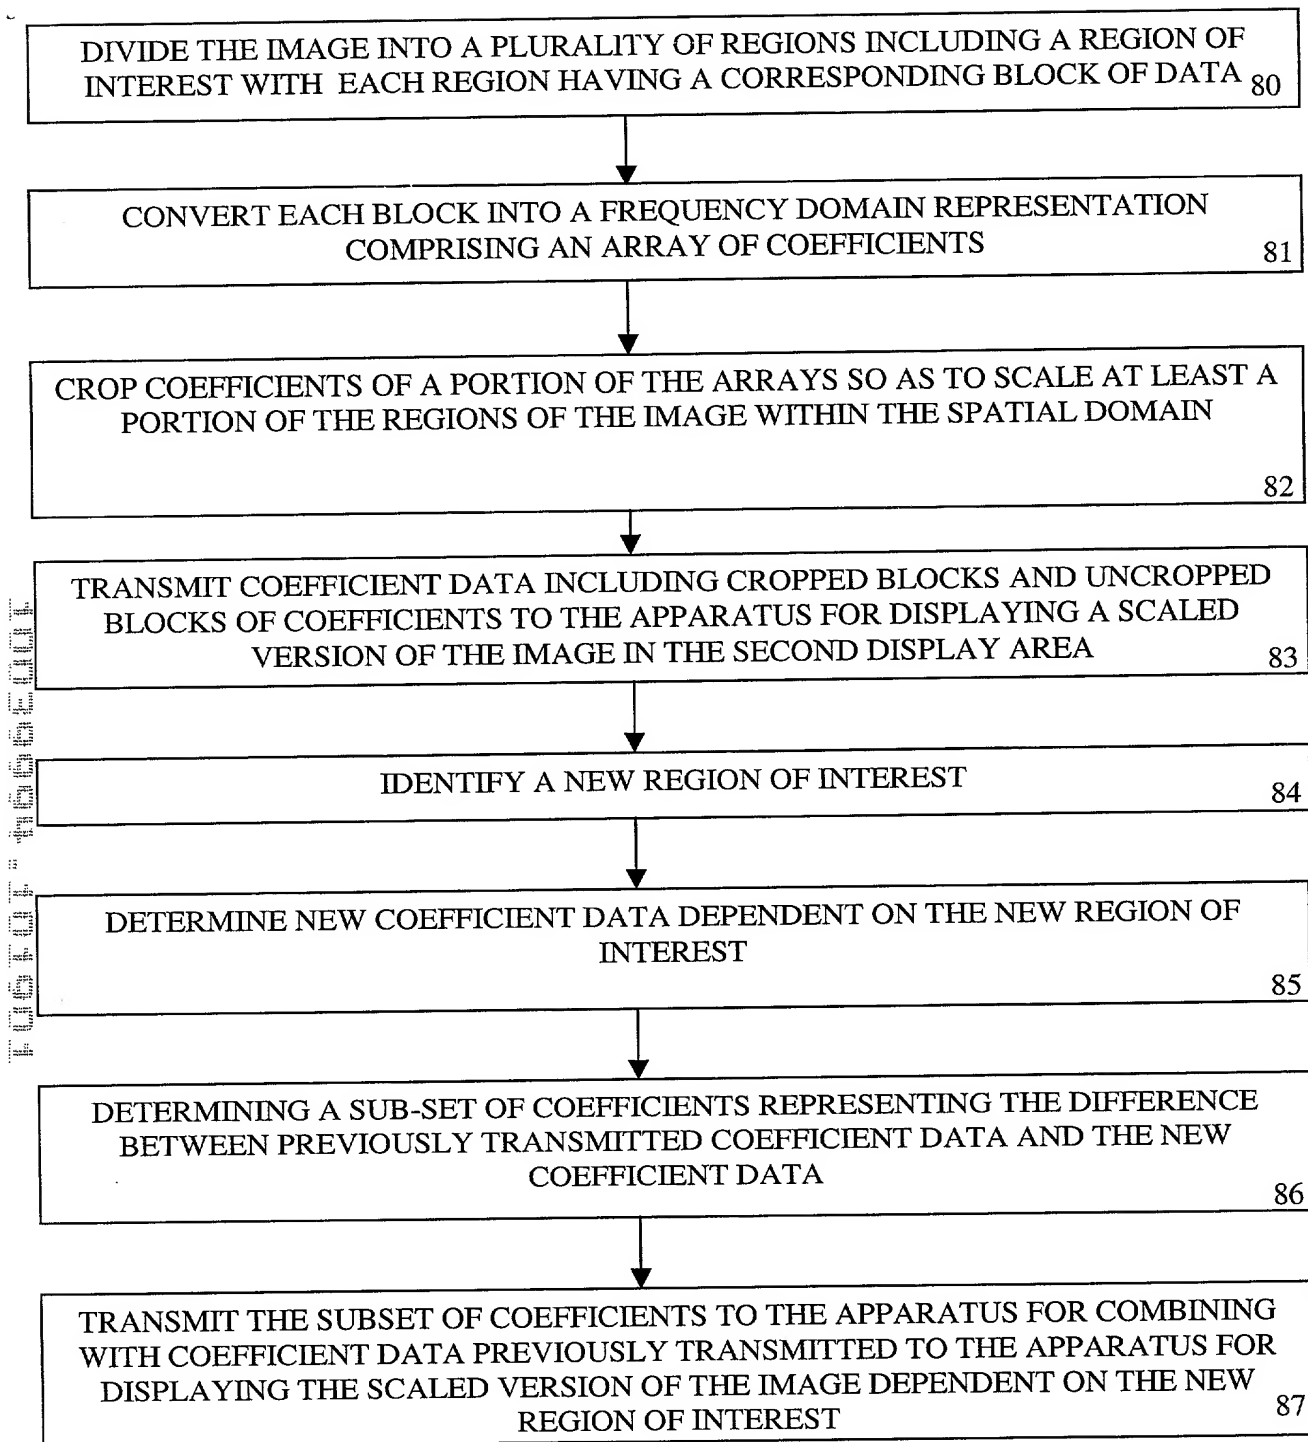 DIVIDE THE IMAGE INTO A PLURALITY OF REGIONS INCLUDING A REGION OF
INTEREST WITH EACH REGION HAVING A CORRESPONDING BLOCK OF DATA 80
CONVERT EACH BLOCK INTO A FREQUENCY DOMAIN REPRESENTATION
COMPRISING AN ARRAY OF COEFFICIENTS
81
CROP COEFFICIENTS OF A PORTION OF THE ARRAYS SO AS TO SCALE AT LEAST A
PORTION OF THE REGIONS OF THE IMAGE WITHIN THE SPATIAL DOMAIN
82
TRANSMIT COEFFICIENT DATA INCLUDING CROPPED BLOCKS AND UNCROPPED
BLOCKS OF COEFFICIENTS TO THE APPARATUS FOR DISPLAYING A SCALED
VERSION OF THE IMAGE IN THE SECOND DISPLAY AREA
83
IDENTIFY A NEW REGION OF INTEREST
84
DETERMINE NEW COEFFICIENT DATA DEPENDENT ON THE NEW REGION OF
INTEREST
85
DETERMINING A SUB-SET OF COEFFICIENTS REPRESENTING THE DIFFERENCE
BETWEEN PREVIOUSLY TRANSMITTED COEFFICIENT DATA AND THE NEW
COEFFICIENT DATA
86
TRANSMIT THE SUBSET OF COEFFICIENTS TO THE APPARATUS FOR COMBINING
WITH COEFFICIENT DATA PREVIOUSLY TRANSMITTED TO THE APPARATUS FOR
DISPLAYING THE SCALED VERSION OF THE IMAGE DEPENDENT ON THE NEW
REGION OF INTEREST
87